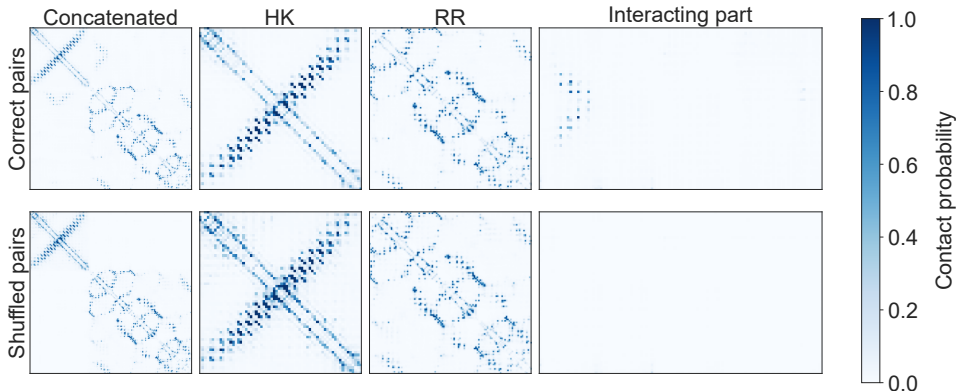 Concatenated
HK
RR
Interacting part
Correct pairs
Shuffled pairs
1.0
0.8
0.6
0.4
0.2
0.0
Contact probability